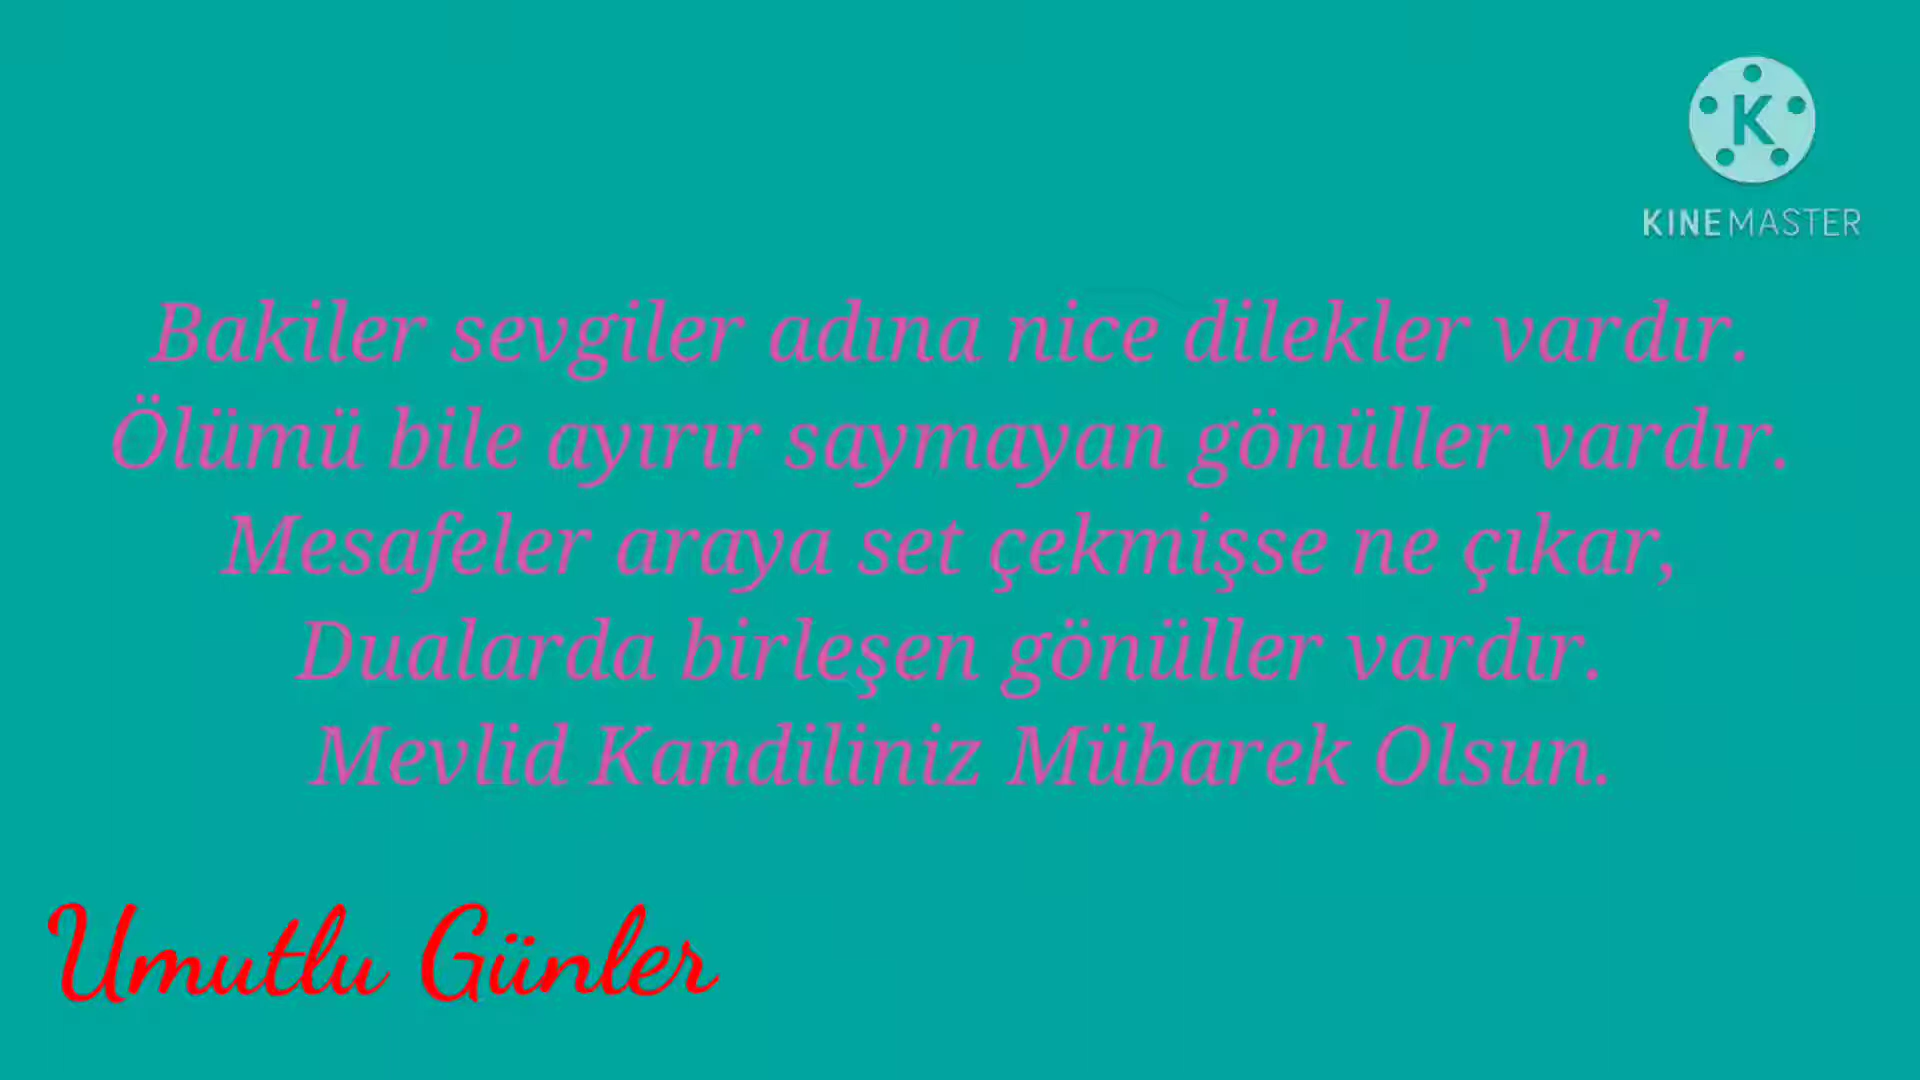 K
KINEMASTER
Bakiler sevgiler adına nice dilekler vardır.
Ölümü bile ayırır saymayan gönüller vardır.
Mesafeler araya set çekmişse ne çıkar,
Dualarda birleşen gönüller vardır.
Mevlid Kandiliniz Mübarek Olsun.
Umutlu Günler